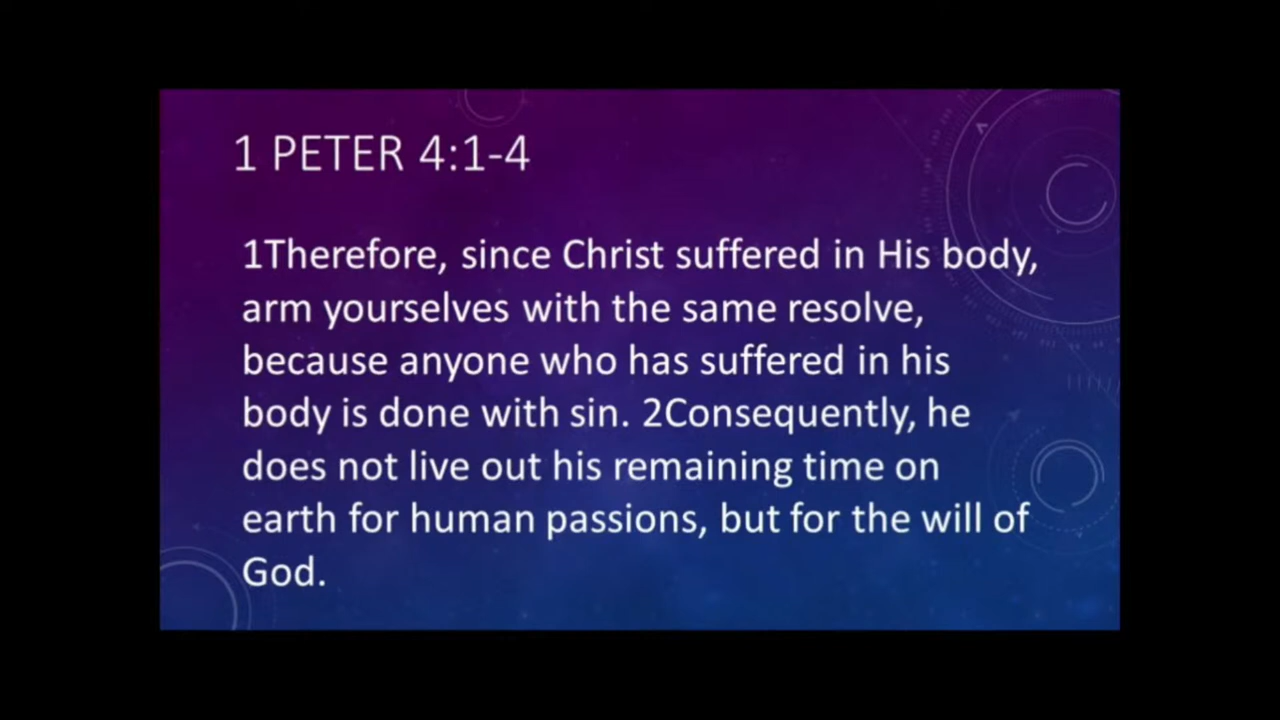 1 PETER 4:1-4
1Therefore, since Christ suffered in His body,
arm yourselves with the same resolve,
because anyone who has suffered in his
body is done with sin. 2Consequently, he
does not live out his remaining time on
earth for human passions, but for the will of
God.